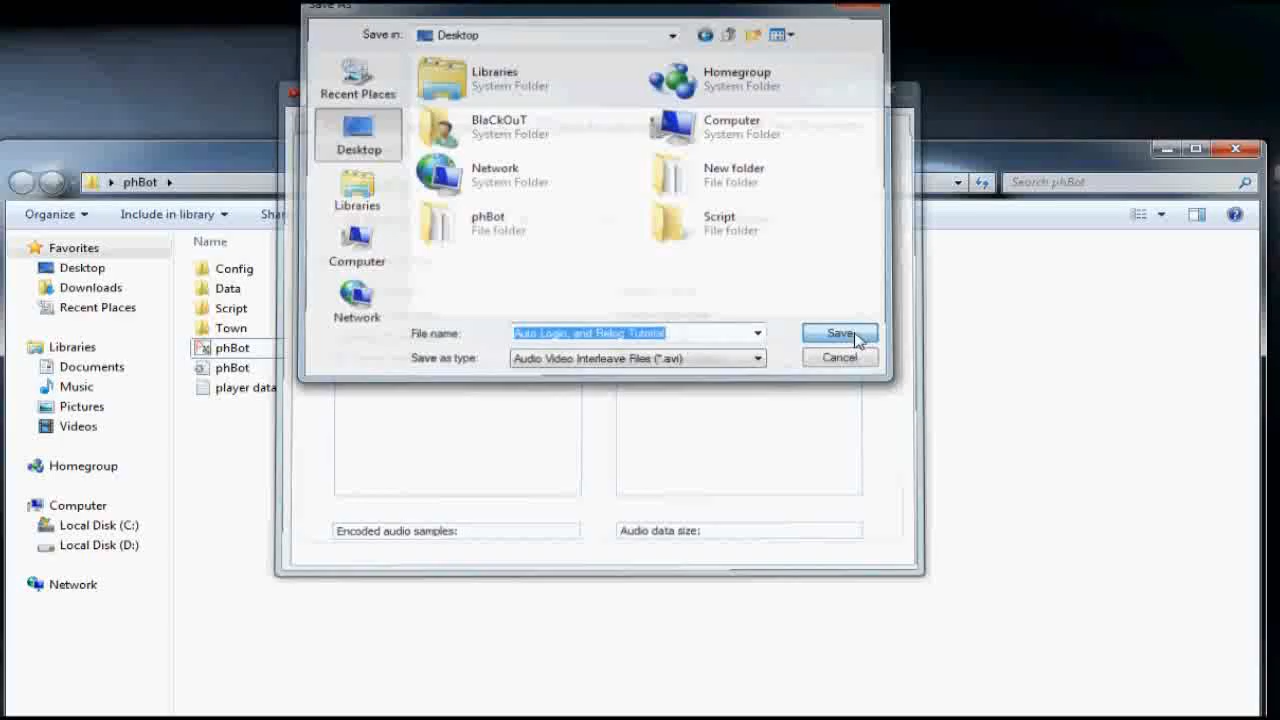 Save As
Save in: Desktop
Recent Places
Desktop
Libraries
Computer
Network
Libraries
System Folder
Homegroup
System Folder
BlaCkOuT
System Folder
Computer
System Folder
Network
System Folder
New folder
File folder
phBot
File folder
Script
File folder
File name: Auto Login, and Relog Tutorial
Save
Save as type: Audio Video Interleave Files (*.avi)
Cancel
phBot
Search phBot
Organize
Include in library
Favorites
Desktop
Downloads
Recent Places
Libraries
Documents
Music
Pictures
Videos
Homegroup
Computer
Local Disk (C:)
Local Disk (D:)
Network
Name
Config
Data
Script
Town
phBot
phBot
player data
Encoded audio samples:
Audio data size: